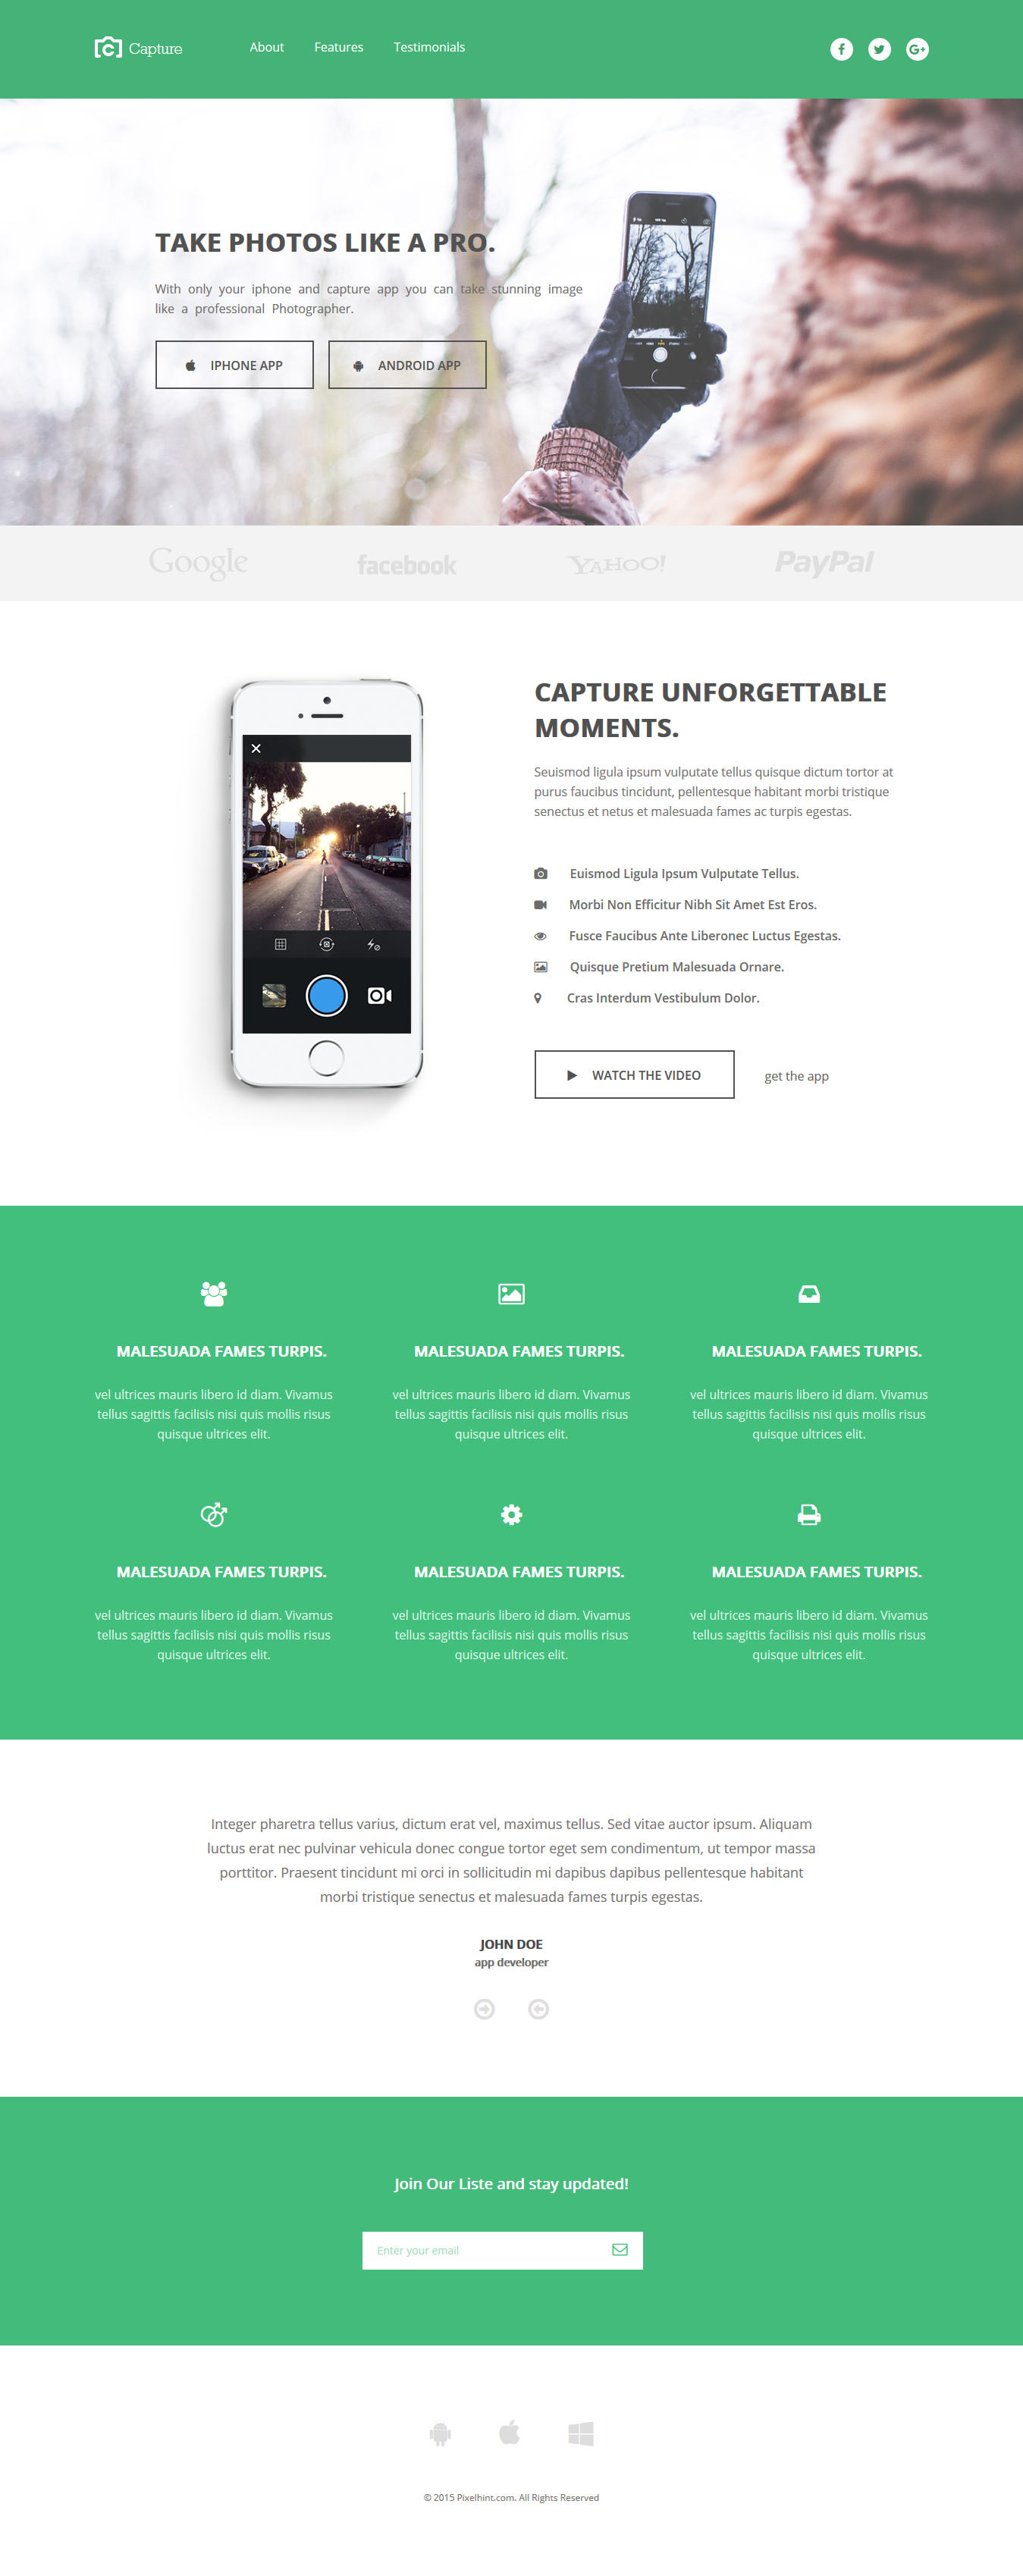 Capture
About Features Testimonials
TAKE PHOTOS LIKE A PRO.
With only your iphone and capture app you can take stunning image
like a professional Photographer.
IPHONE APP ANDROID APP
Google facebook YAHOO! PayPal
CAPTURE UNFORGETTABLE
MOMENTS.
Seuismod ligula ipsum vulputate tellus quisque dictum tortor at
purus faucibus tincidunt, pellentesque habitant morbi tristique
senectus et netus et malesuada fames ac turpis egestas.
Euismod Ligula Ipsum Vulputate Tellus.
Morbi Non Efficitur Nibh Sit Amet Est Eros.
Fusce Faucibus Ante Liberonec Luctus Egestas.
Quisque Pretium Malesuada Ornare.
Cras Interdum Vestibulum Dolor.
WATCH THE VIDEO get the app
MALESUADA FAMES TURPIS.
vel ultrices mauris libero id diam. Vivamus
tellus sagittis facilisis nisi quis mollis risus
quisque ultrices elit.
MALESUADA FAMES TURPIS.
vel ultrices mauris libero id diam. Vivamus
tellus sagittis facilisis nisi quis mollis risus
quisque ultrices elit.
MALESUADA FAMES TURPIS.
vel ultrices mauris libero id diam. Vivamus
tellus sagittis facilisis nisi quis mollis risus
quisque ultrices elit.
MALESUADA FAMES TURPIS.
vel ultrices mauris libero id diam. Vivamus
tellus sagittis facilisis nisi quis mollis risus
quisque ultrices elit.
MALESUADA FAMES TURPIS.
vel ultrices mauris libero id diam. Vivamus
tellus sagittis facilisis nisi quis mollis risus
quisque ultrices elit.
MALESUADA FAMES TURPIS.
vel ultrices mauris libero id diam. Vivamus
tellus sagittis facilisis nisi quis mollis risus
quisque ultrices elit.
Integer pharetra tellus varius, dictum erat vel, maximus tellus. Sed vitae auctor ipsum. Aliquam
luctus erat nec pulvinar vehicula donec congue tortor eget sem condimentum, ut tempor massa
porttitor. Praesent tincidunt mi orci in sollicitudin mi dapibus dapibus pellentesque habitant
morbi tristique senectus et malesuada fames turpis egestas.
JOHN DOE
app developer
Join Our Liste and stay updated!
Enter your email
© 2015 Pixelhint.com. All Rights Reserved